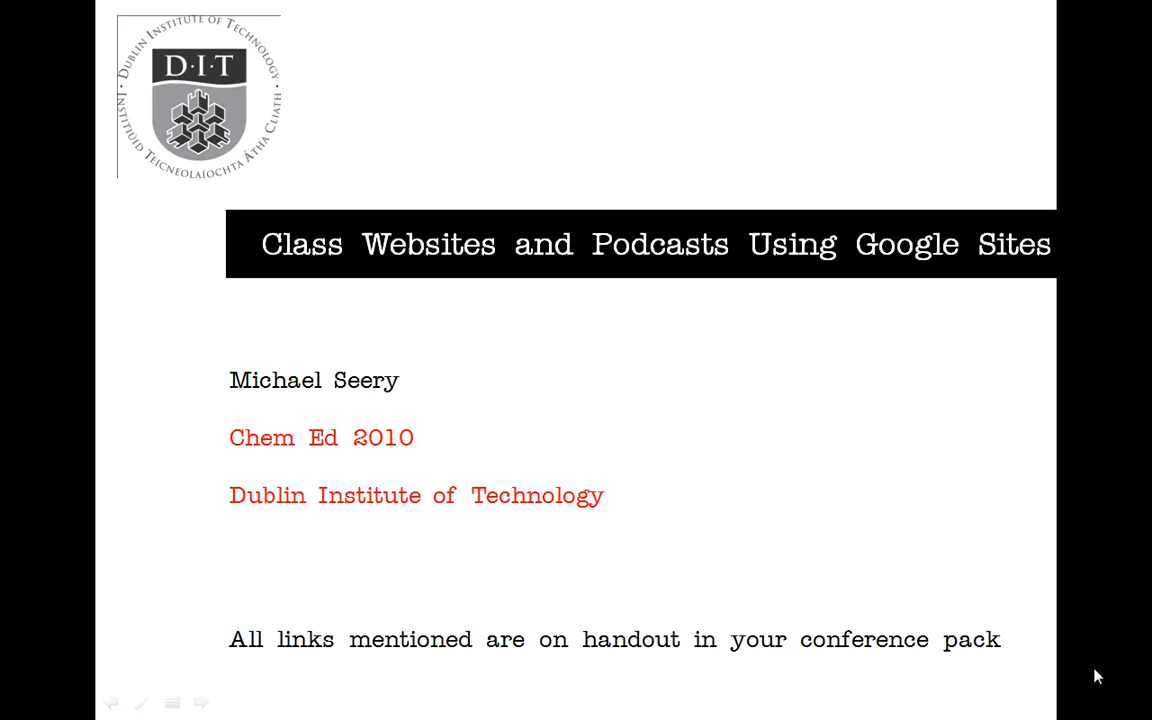 DUBLIN INSTITUTE OF TECHNOLOGY
D·I·T
INSTITIÚID TEICNEOLAÍOCHTA ÁTHA CLIATH
Class Websites and Podcasts Using Google Sites
Michael Seery
Chem Ed 2010
Dublin Institute of Technology
All links mentioned are on handout in your conference pack